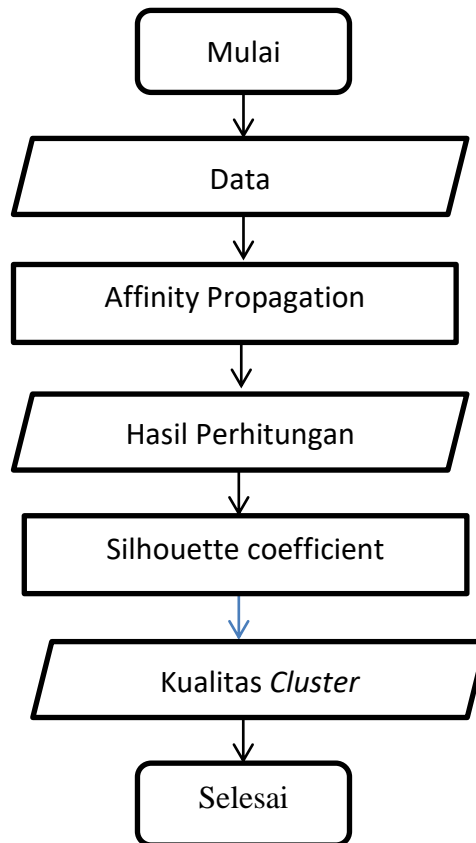 Mulai
Data
Affinity Propagation
Hasil Perhitungan
Silhouette coefficient
Kualitas Cluster
Selesai